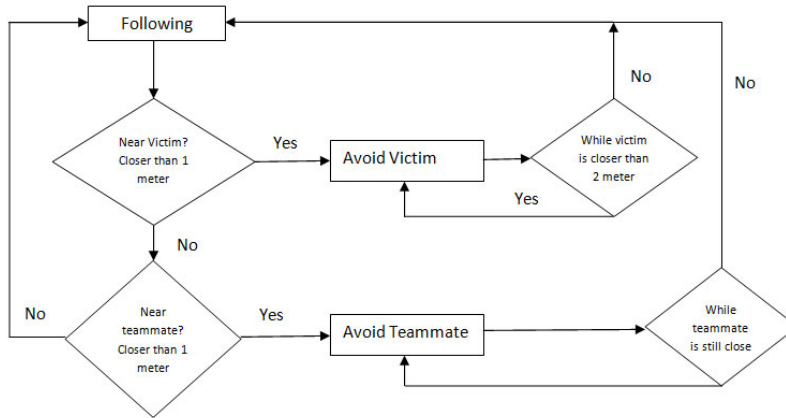 Following
No
No
Near Victim?
Closer than 1
meter
Yes
Avoid Victim
While victim
is closer than
2 meter
Yes
No
No
Near
teammate?
Closer than 1
meter
Yes
Avoid Teammate
While
teammate
is still close